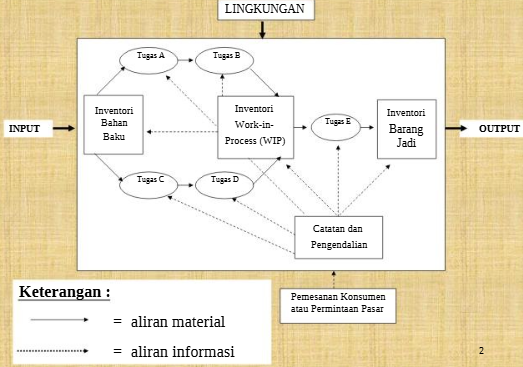 LINGKUNGAN
Tugas A
Tugas B
Inventori
Bahan
Baku
Inventori
Work-in-
Process (WIP)
Tugas E
Inventori
Barang
Jadi
INPUT
OUTPUT
Tugas C
Tugas D
Catatan dan
Pengendalian
Keterangan :
= aliran material
= aliran informasi
Pemesanan Konsumen
atau Permintaan Pasar
2